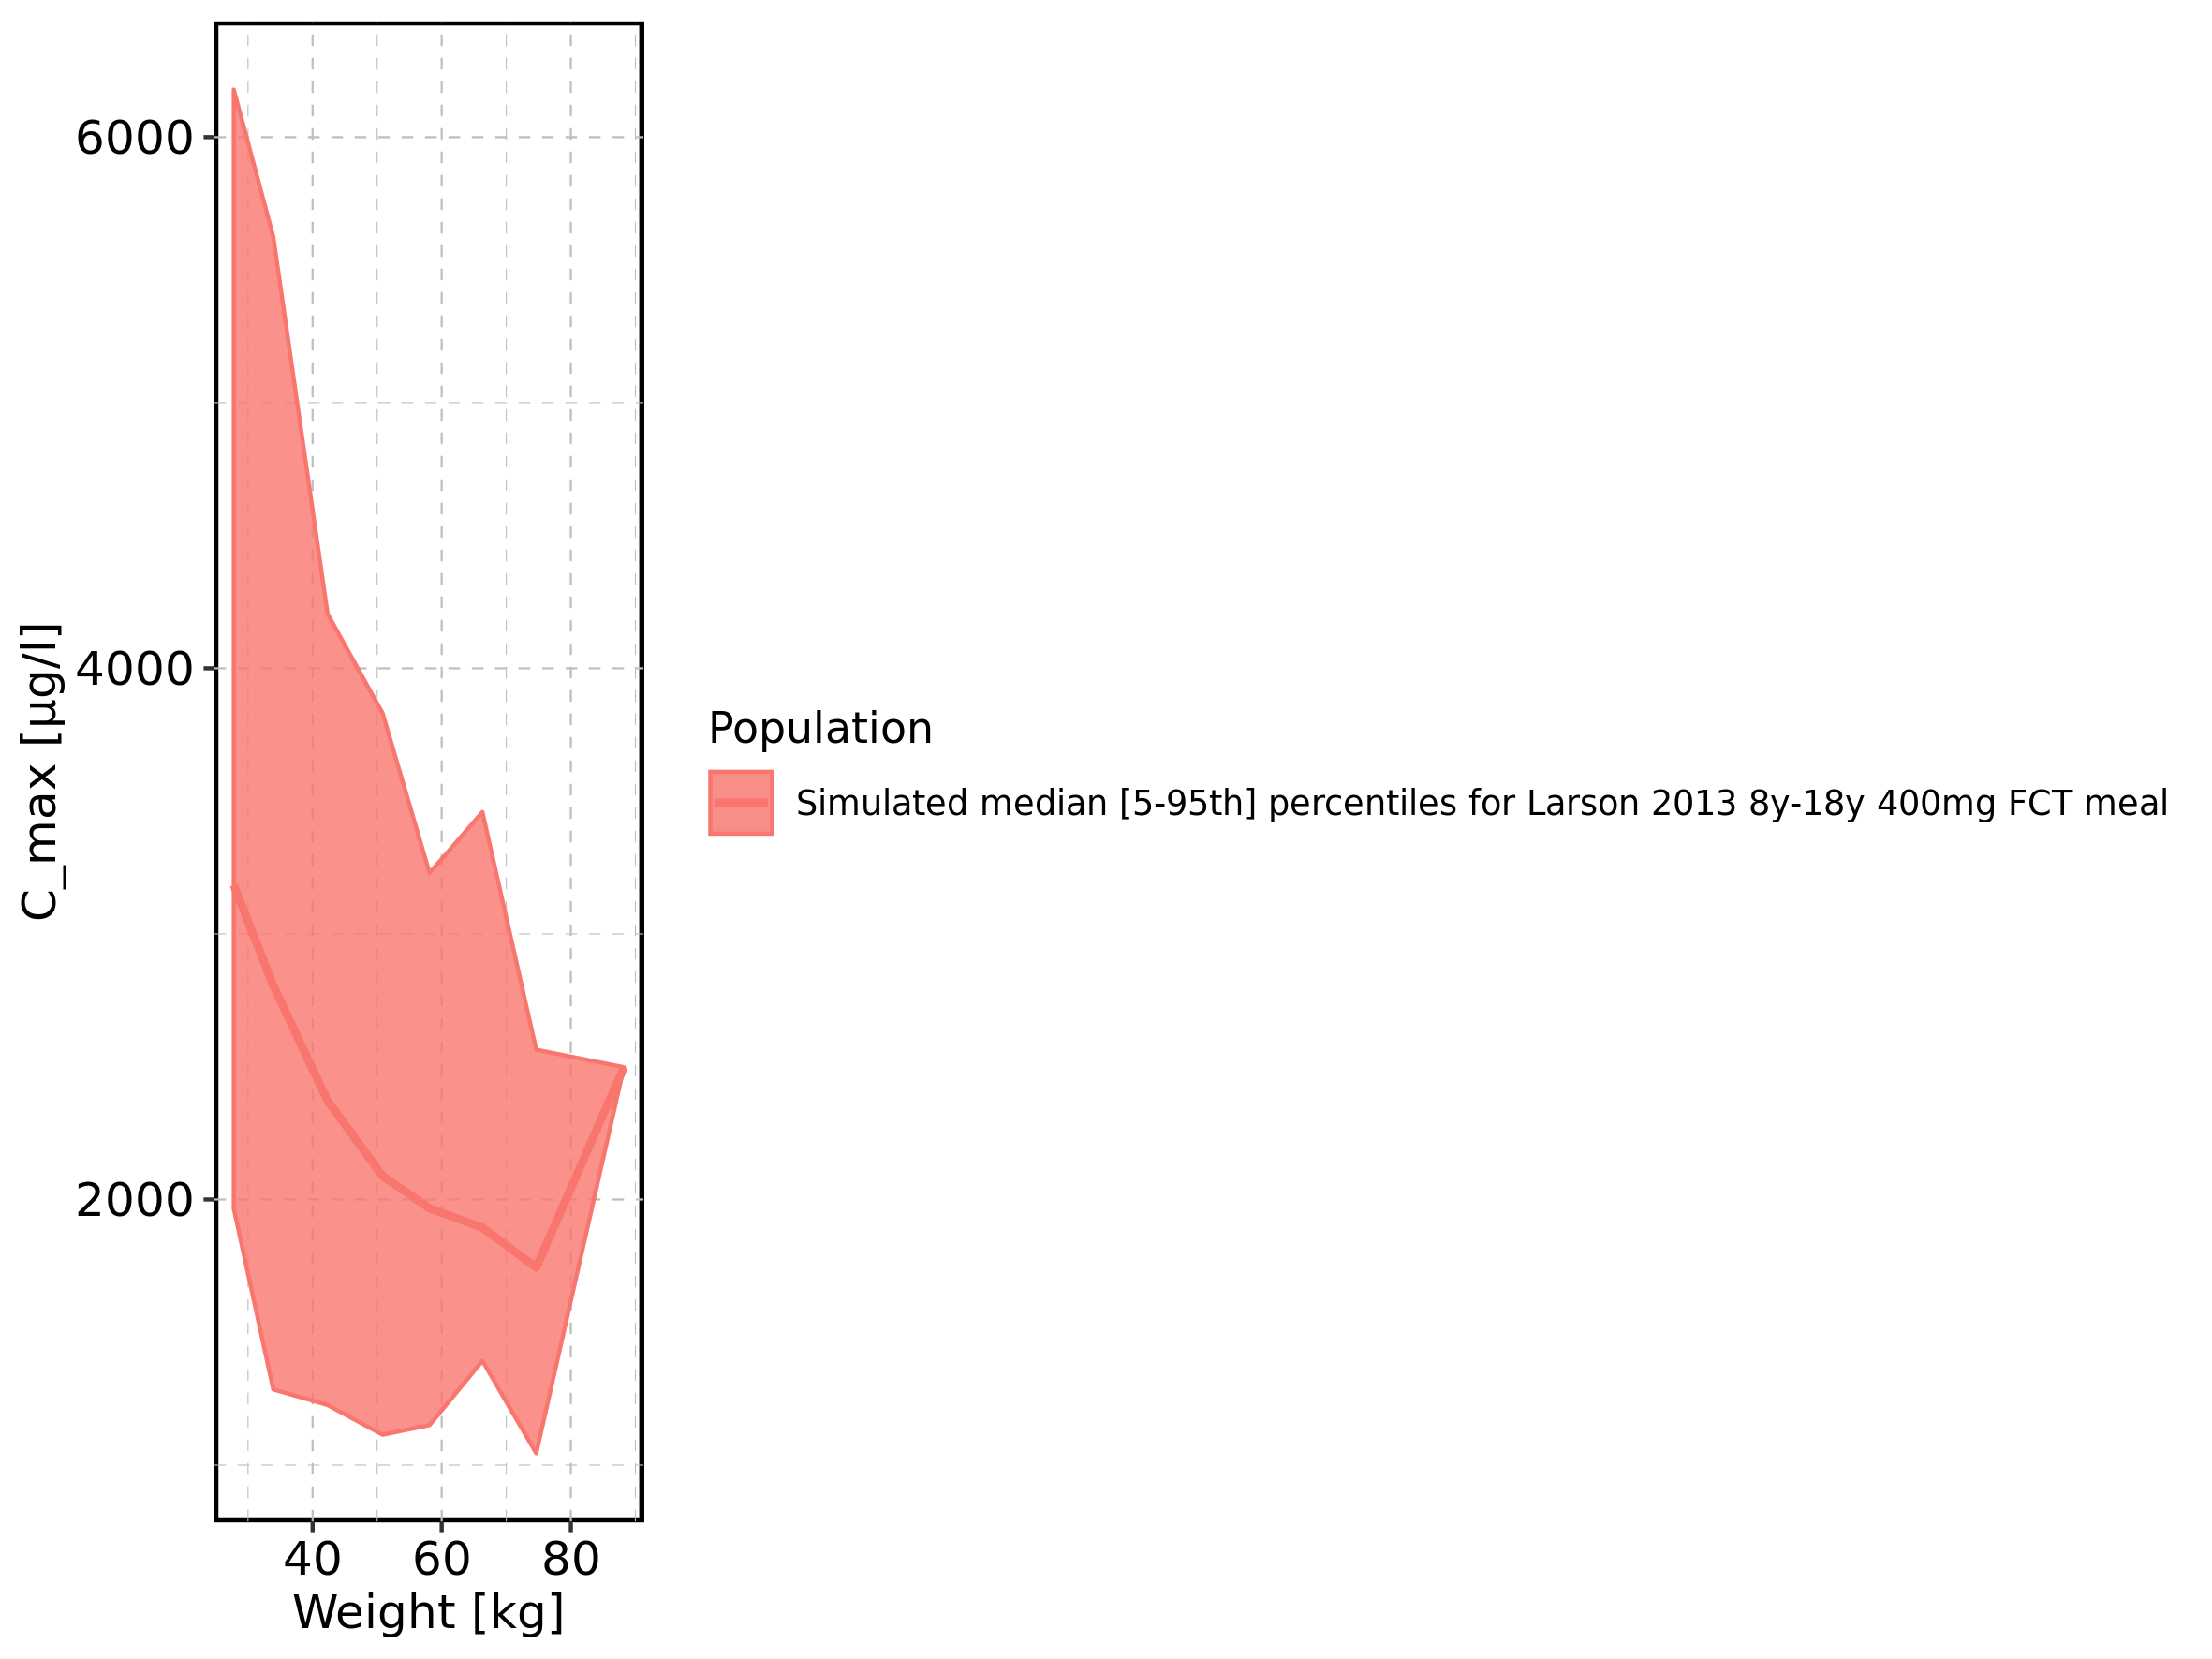 6000
4000
2000
C_max [µg/l]
40 60 80
Weight [kg]
Population
Simulated median [5-95th] percentiles for Larson 2013 8y-18y 400mg FCT meal